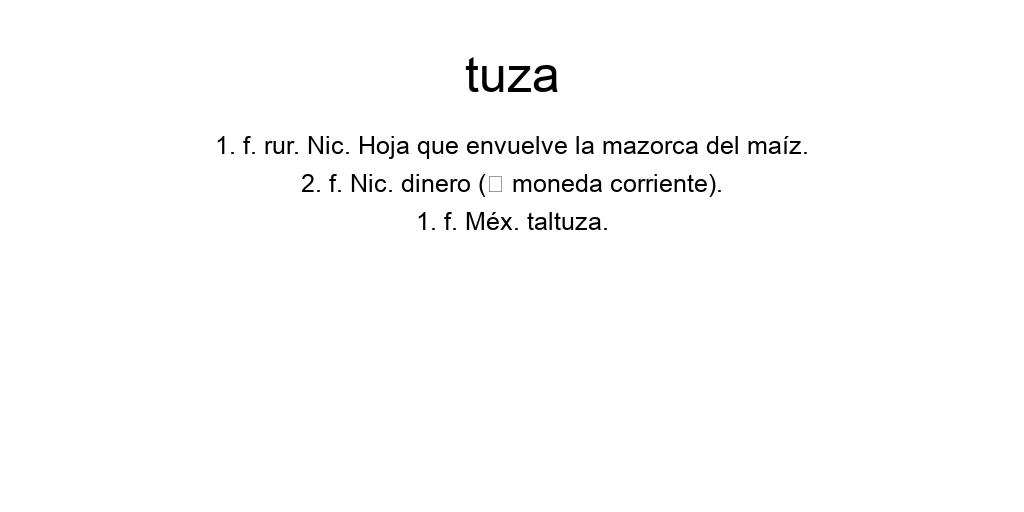 tuza
1. f. rur. Nic. Hoja que envuelve la mazorca del maíz.
2. f. Nic. dinero (□ moneda corriente).
1. f. Méx. taltuza.